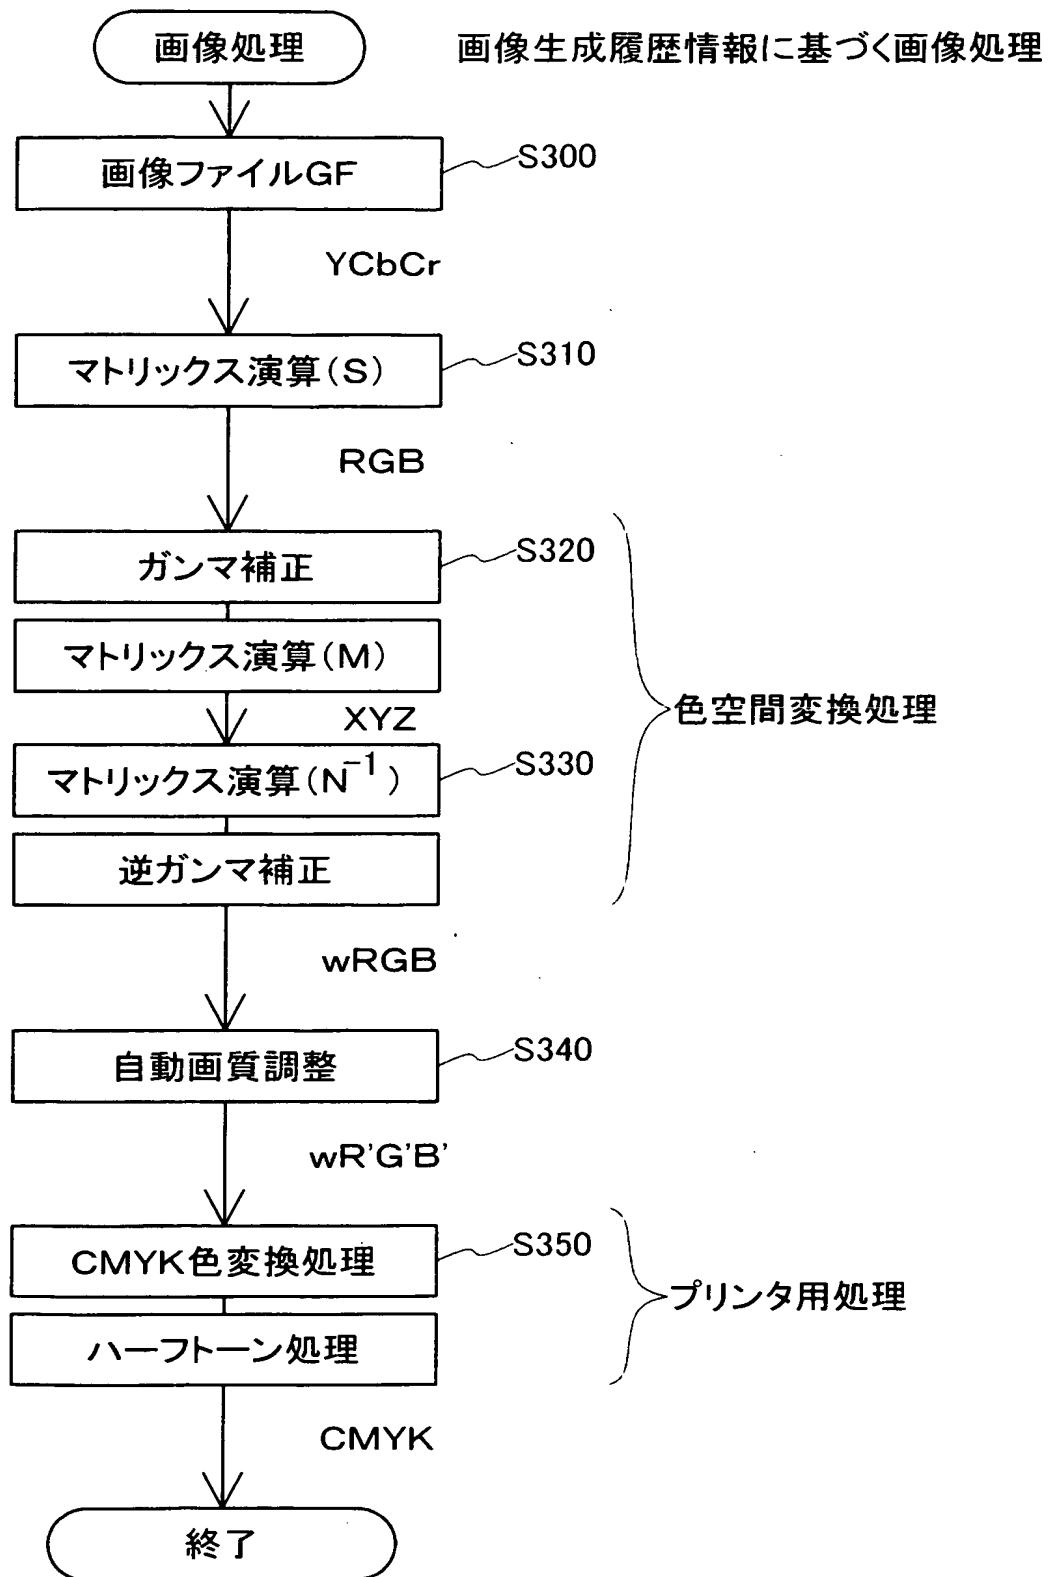 画像処理
画像生成履歴情報に基づく画像処理
画像ファイルGF
S300
YCbCr
マトリックス演算(S)
S310
RGB
ガンマ補正
S320
マトリックス演算(M)
XYZ
色空間変換処理
マトリックス演算(N⁻¹)
S330
逆ガンマ補正
wRGB
自動画質調整
S340
wR'G'B'
CMYK色変換処理
S350
プリンタ用処理
ハーフトーン処理
CMYK
終了